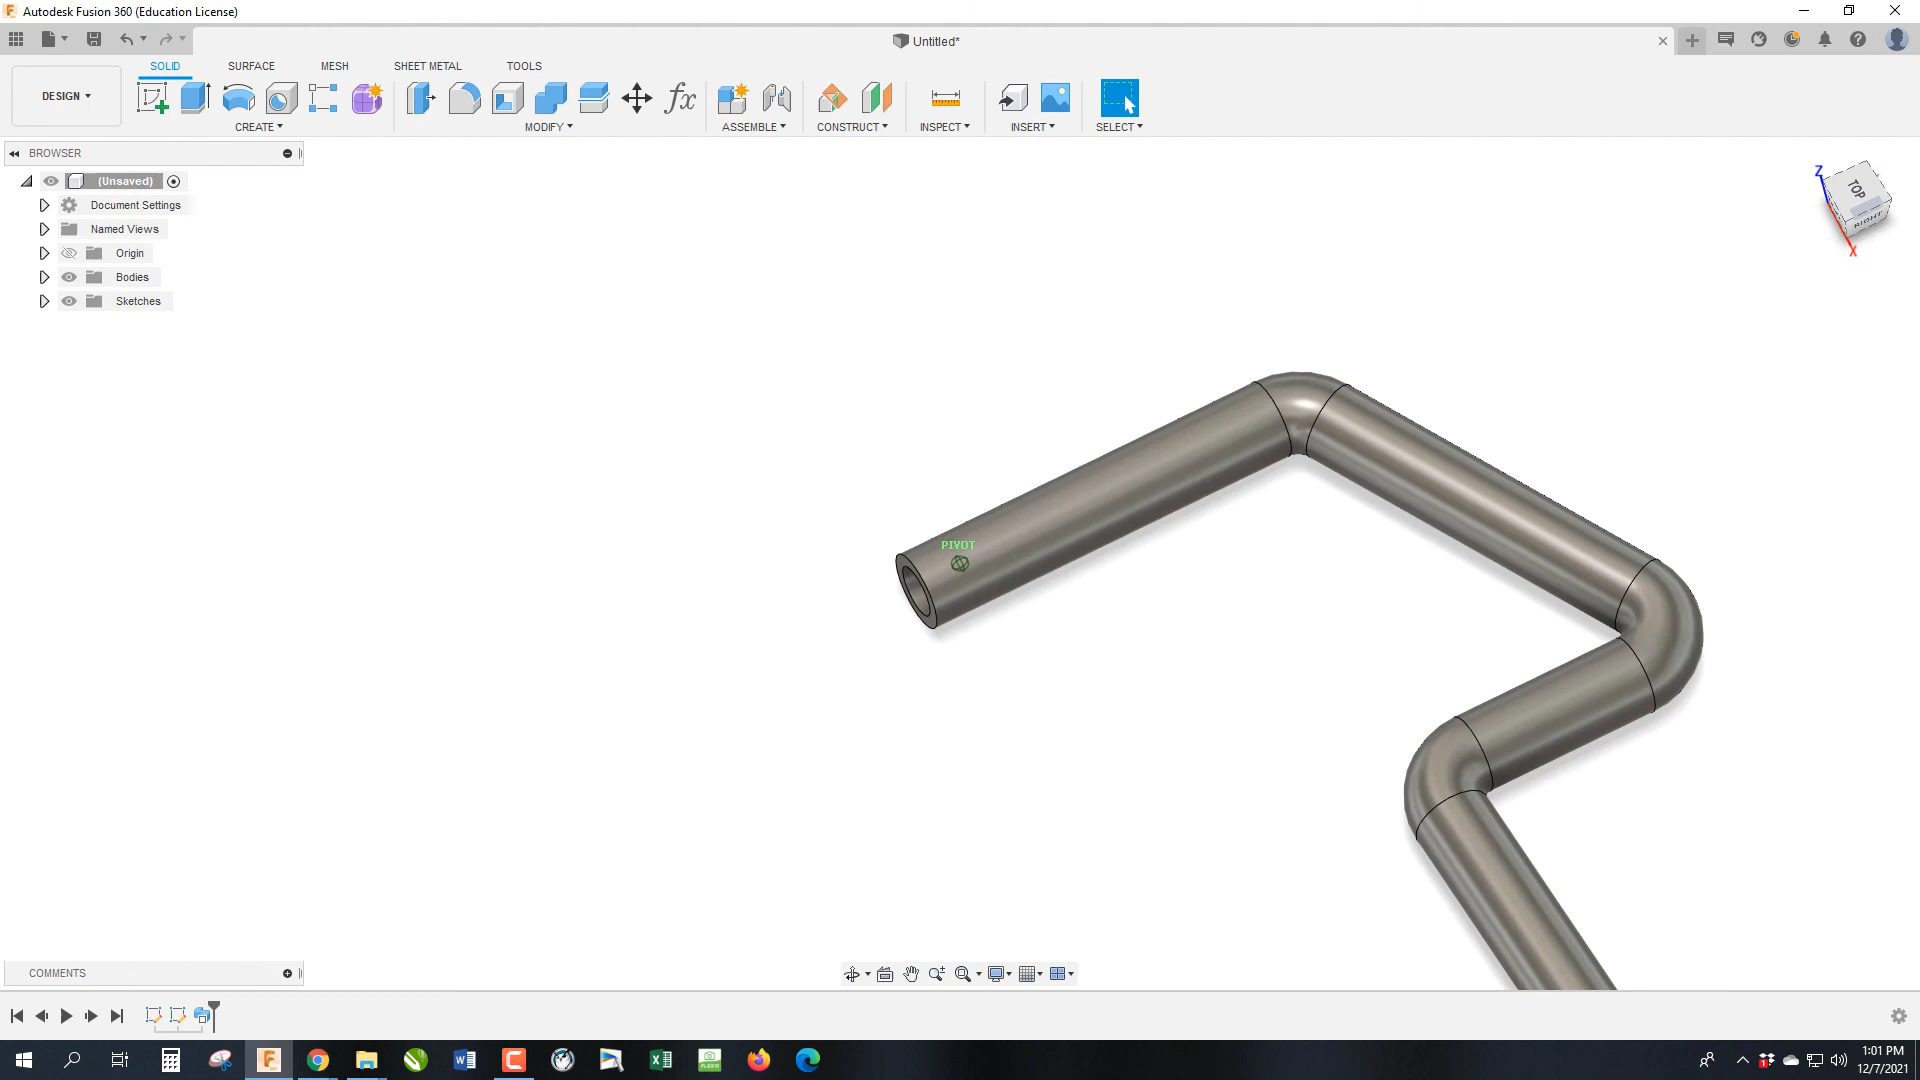 Autodesk Fusion 360 (Education License)
Untitled*
DESIGN
SOLID
SURFACE
MESH
SHEET METAL
TOOLS
CREATE
MODIFY
fx
ASSEMBLE
CONSTRUCT
INSPECT
INSERT
SELECT
BROWSER
(Unsaved)
Document Settings
Named Views
Origin
Bodies
Sketches
Z
TOP
RIGHT
X
PIVOT
COMMENTS
1:01 PM
12/7/2021